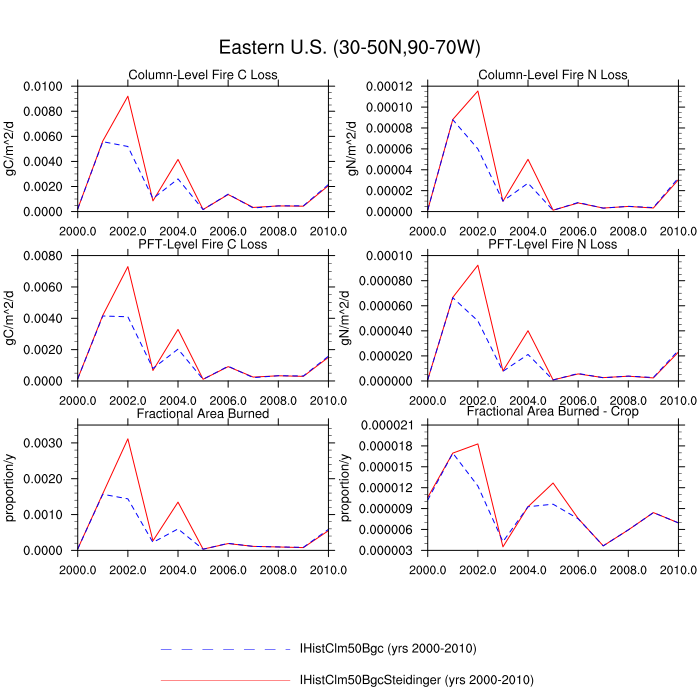 Eastern U.S. (30-50N,90-70W)
Column-Level Fire C Loss
0.0100
0.0080
0.0060
0.0040
0.0020
0.0000
gC/m^2/d
2000.0 2002.0 2004.0 2006.0 2008.0 2010.0
Column-Level Fire N Loss
0.00012
0.00010
0.00008
0.00006
0.00004
0.00002
0.00000
gN/m^2/d
2000.0 2002.0 2004.0 2006.0 2008.0 2010.0
PFT-Level Fire C Loss
0.0080
0.0060
0.0040
0.0020
0.0000
gC/m^2/d
2000.0 2002.0 2004.0 2006.0 2008.0 2010.0
PFT-Level Fire N Loss
0.00010
0.000080
0.000060
0.000040
0.000020
0.000000
gN/m^2/d
2000.0 2002.0 2004.0 2006.0 2008.0 2010.0
Fractional Area Burned
0.0030
0.0020
0.0010
0.0000
proportion/y
2000.0 2002.0 2004.0 2006.0 2008.0 2010.0
Fractional Area Burned - Crop
0.000021
0.000018
0.000015
0.000012
0.000009
0.000006
0.000003
proportion/y
2000.0 2002.0 2004.0 2006.0 2008.0 2010.0
IHistClm50Bgc (yrs 2000-2010)
IHistClm50BgcSteidinger (yrs 2000-2010)